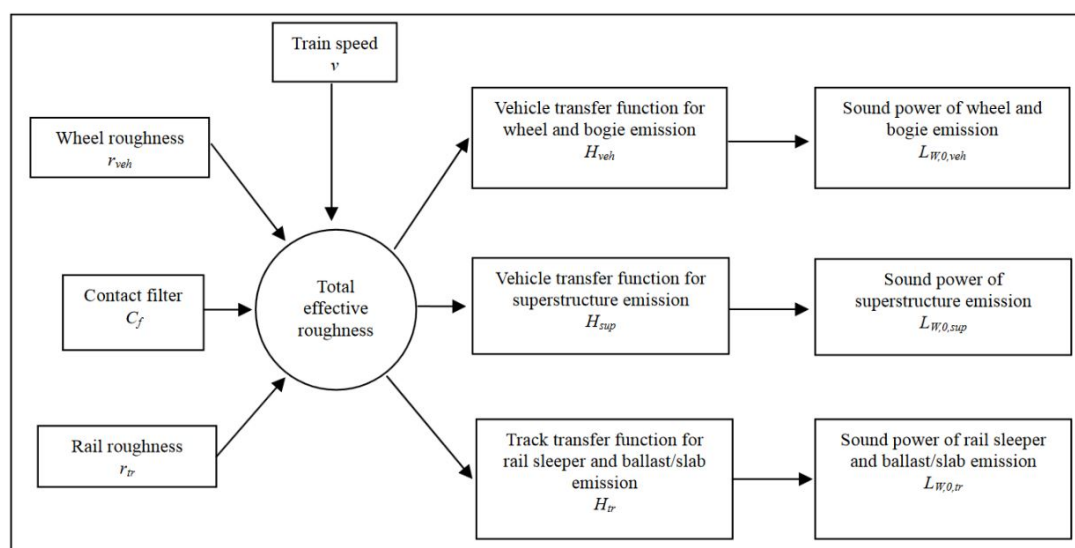 Train speed
v
Wheel roughness
r_veh
Contact filter
C_f
Rail roughness
r_tr
Total
effective
roughness
Vehicle transfer function for
wheel and bogie emission
H_veh
Vehicle transfer function for
superstructure emission
H_sup
Track transfer function for
rail sleeper and ballast/slab
emission
H_tr
Sound power of wheel and
bogie emission
L_W,0,veh
Sound power of
superstructure emission
L_W,0,sup
Sound power of rail sleeper
and ballast/slab emission
L_W,0,tr